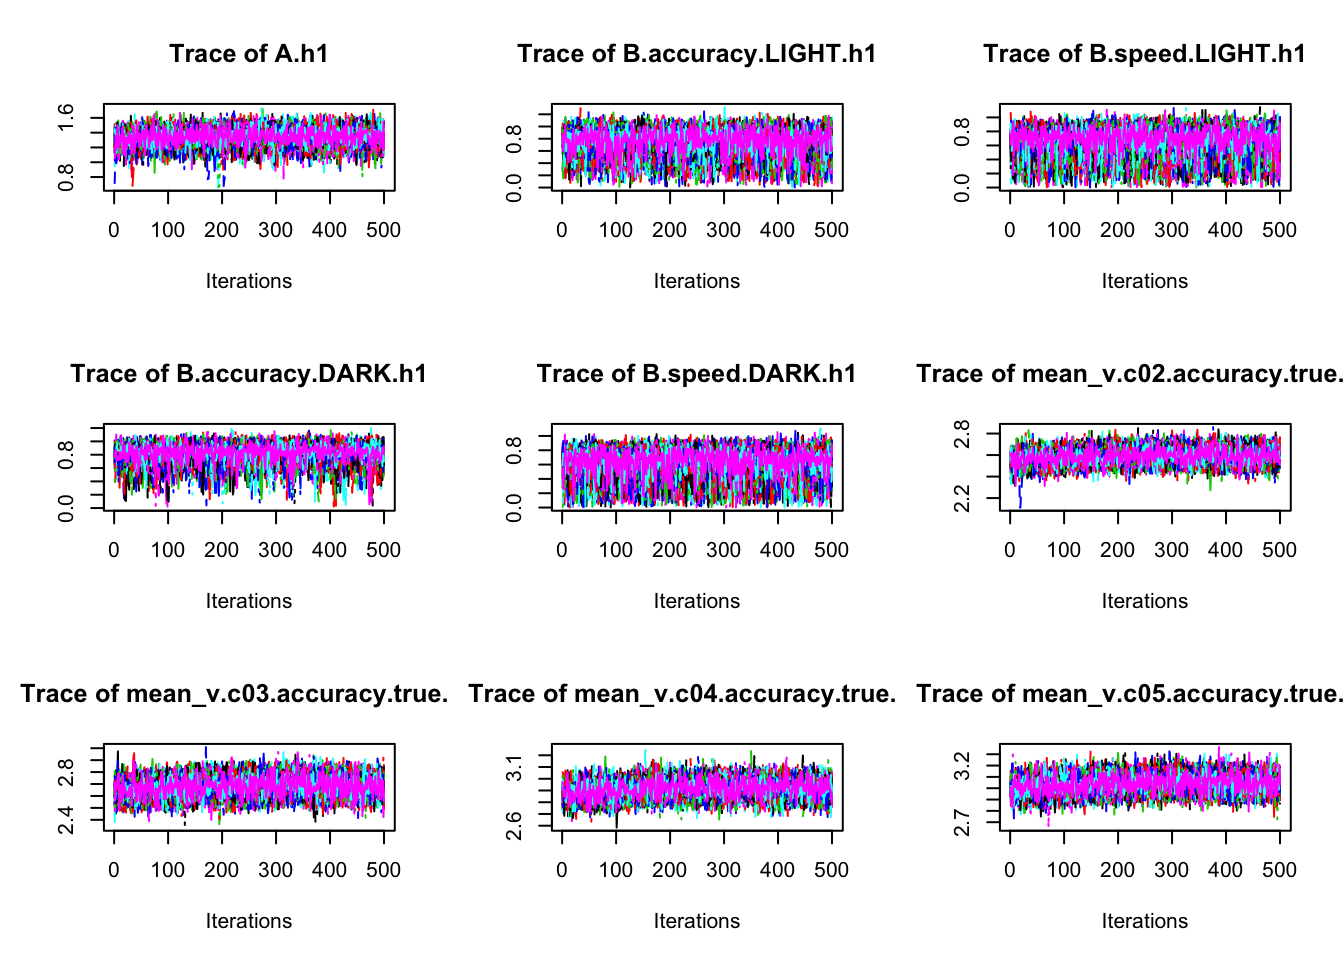 Trace of A.h1
0.8 1.6
0 100 200 300 400 500
Iterations
Trace of B.accuracy.LIGHT.h1
0.0 0.8
0 100 200 300 400 500
Iterations
Trace of B.speed.LIGHT.h1
0.0 0.8
0 100 200 300 400 500
Iterations
Trace of B.accuracy.DARK.h1
0.0 0.8
0 100 200 300 400 500
Iterations
Trace of B.speed.DARK.h1
0.0 0.8
0 100 200 300 400 500
Iterations
Trace of mean_v.c02.accuracy.true.
2.2 2.8
0 100 200 300 400 500
Iterations
Trace of mean_v.c03.accuracy.true.
2.4 2.8
0 100 200 300 400 500
Iterations
Trace of mean_v.c04.accuracy.true.
2.6 3.1
0 100 200 300 400 500
Iterations
Trace of mean_v.c05.accuracy.true.
2.7 3.2
0 100 200 300 400 500
Iterations